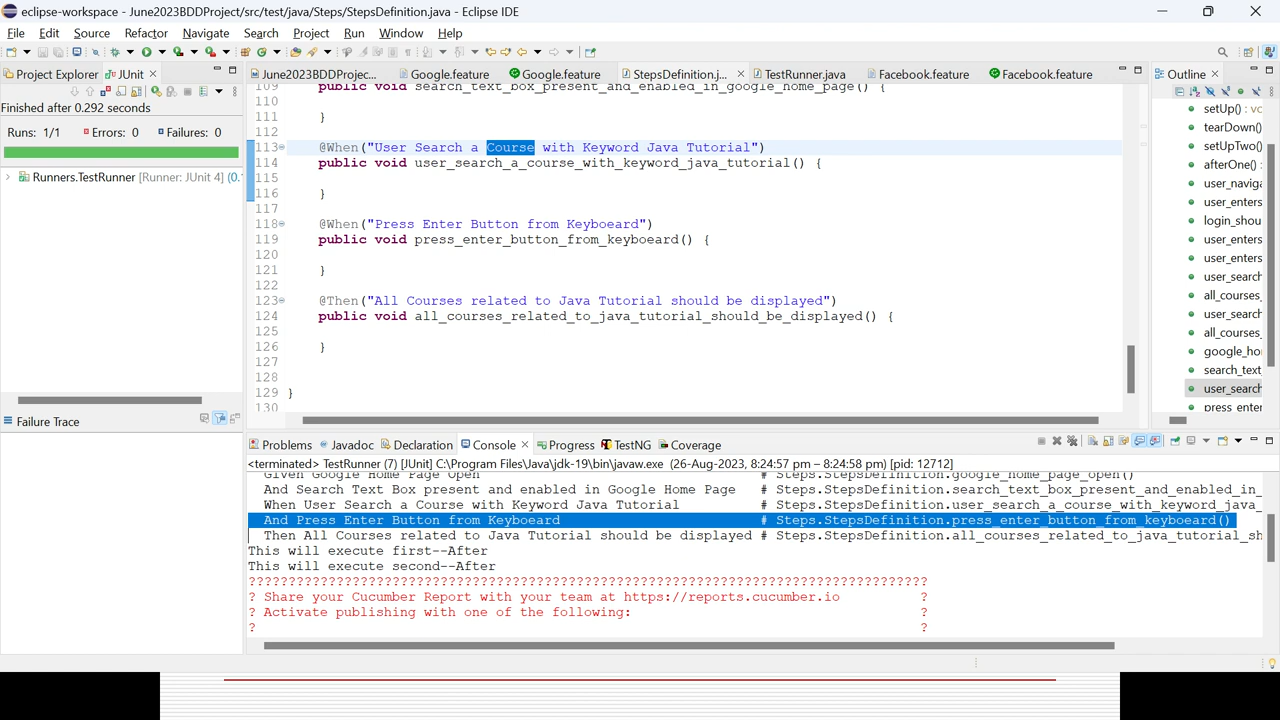 eclipse-workspace - June2023BDDProject/src/test/java/Steps/StepsDefinition.java - Eclipse IDE
File Edit Source Refactor Navigate Search Project Run Window Help
Project Explorer JUnit
June2023BDDProjec... Google.feature Google.feature StepsDefinition.j... TestRunner.java Facebook.feature Facebook.feature
Outline
Finished after 0.292 seconds
Runs: 1/1 Errors: 0 Failures: 0
Runners.TestRunner [Runner: JUnit 4] (0.
Failure Trace
109 public void search_text_box_present_and_enabled_in_google_home_page() {
110
111 }
112
113 @When("User Search a Course with Keyword Java Tutorial")
114 public void user_search_a_course_with_keyword_java_tutorial() {
115
116 }
117
118 @When("Press Enter Button from Keyboeard")
119 public void press_enter_button_from_keyboeard() {
120
121 }
122
123 @Then("All Courses related to Java Tutorial should be displayed")
124 public void all_courses_related_to_java_tutorial_should_be_displayed() {
125
126 }
127
128
129 }
130
setUp() : vo
tearDown()
setUpTwo()
afterOne() :
user_naviga
user_enters
login_shou
user_enters
user_enters
user_search
all_courses_
user_search
all_courses_
google_ho
search_text
user_search
press_enter
Problems Javadoc Declaration Console Progress TestNG Coverage
<terminated> TestRunner (7) [JUnit] C:\Program Files\Java\jdk-19\bin\javaw.exe (26-Aug-2023, 8:24:57 pm – 8:24:58 pm) [pid: 12712]
Given Google Home Page Open # Steps.StepsDefinition.google_home_page_open()
And Search Text Box present and enabled in Google Home Page # Steps.StepsDefinition.search_text_box_present_and_enabled_in_
When User Search a Course with Keyword Java Tutorial # Steps.StepsDefinition.user_search_a_course_with_keyword_java_
And Press Enter Button from Keyboeard # Steps.StepsDefinition.press_enter_button_from_keyboeard()
Then All Courses related to Java Tutorial should be displayed # Steps.StepsDefinition.all_courses_related_to_java_tutorial_sh
This will execute first--After
This will execute second--After
????????????????????????????????????????????????????????????????????????????????????
? Share your Cucumber Report with your team at https://reports.cucumber.io ?
? Activate publishing with one of the following: ?
? ?